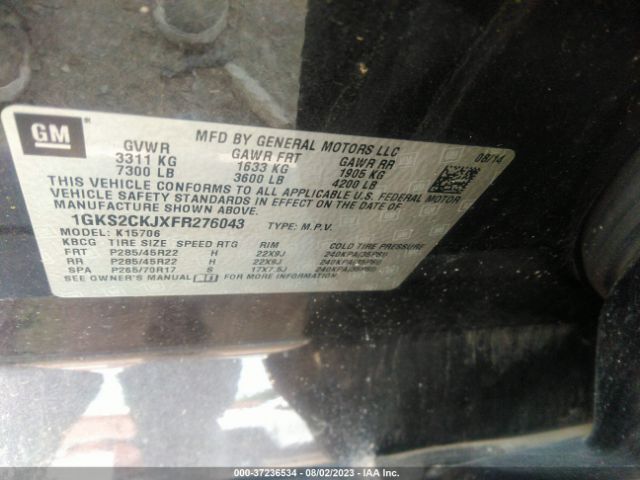 GM
MFD BY GENERAL MOTORS LLC
08/14
GVWR GAWR FRT GAWR RR
3311 KG 1633 KG 1905 KG
7300 LB 3600 LB 4200 LB
THIS VEHICLE CONFORMS TO ALL APPLICABLE U.S. FEDERAL MOTOR
VEHICLE SAFETY STANDARDS IN EFFECT ON THE DATE OF
MANUFACTURE SHOWN ABOVE.
1GKS2CKJXFR276043 TYPE: M.P.V.
MODEL: K15706
KBCG TIRE SIZE SPEED RTG RIM COLD TIRE PRESSURE
FRT P285/45R22 H 22X9J 240KPA(35PSI)
RR P285/45R22 H 22X9J 240KPA(35PSI)
SPA P265/70R17 S 17X7.5J 240KPA(35PSI)
SEE OWNER'S MANUAL FOR MORE INFORMATION.
000-37236534 - 08/02/2023 - IAA Inc.